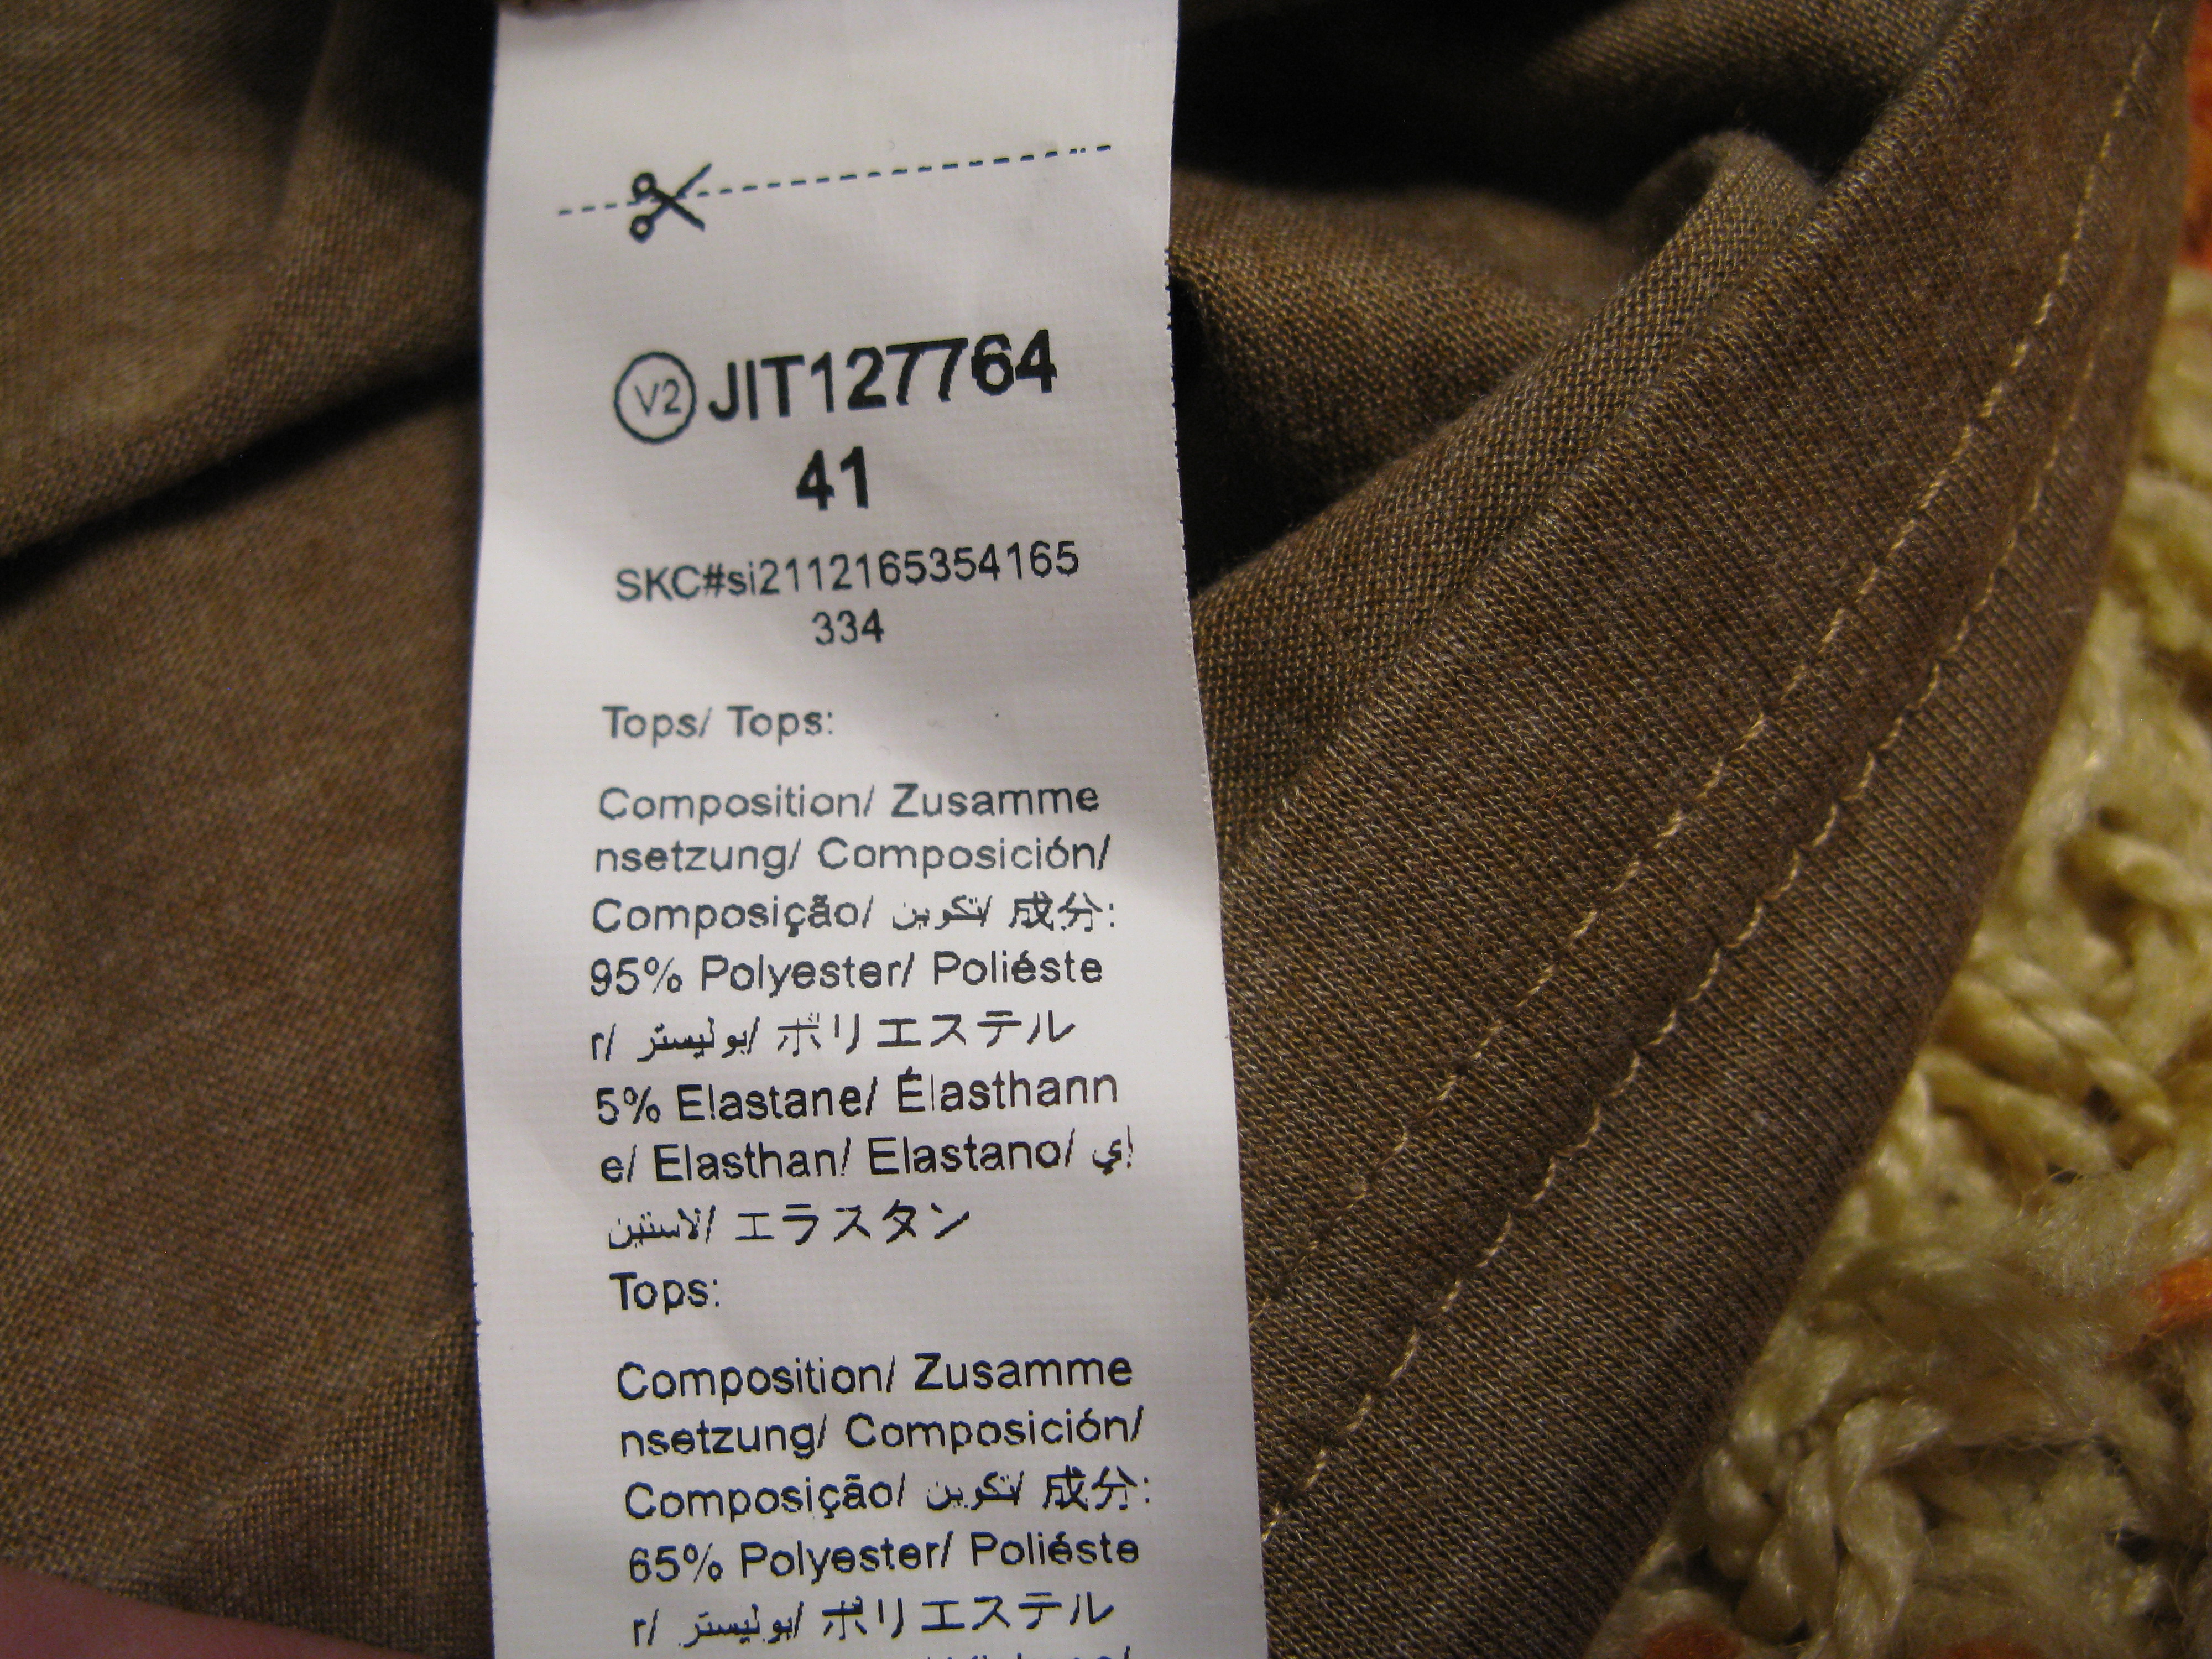 V2 JIT127764
41
SKC#si2112165354165
334
Tops/ Tops:
Composition/ Zusamme
nsetzung/ Composición/
Composição/ تكوين/ 成分:
95% Polyester/ Poliéste
r/ بوليستر/ ポリエステル
5% Elastane/ Élasthann
e/ Elasthan/ Elastano/ إي
لاستين/ エラスタン
Tops:
Composition/ Zusamme
nsetzung/ Composición/
Composição/ تكوين/ 成分:
65% Polyester/ Poliéste
r/ بوليستر/ ポリエステル